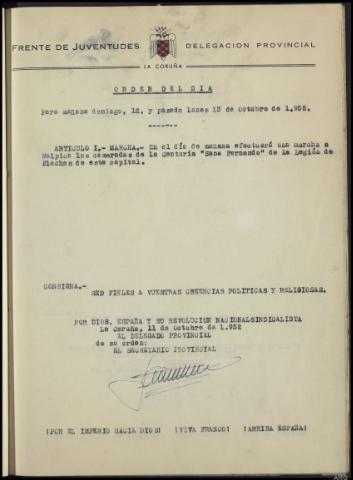 FRENTE DE JUVENTUDES DELEGACION PROVINCIAL
LA CORUÑA
ORDEN DEL DIA
Para mañana domingo, 12, y pasado lunes 13 de Octubre de 1.952.
ARTICULO I.- MARCHA.- En el día de mañana efectuará una marcha a
Malpica los camaradas de la Centuria "Sanz Fernando" de la Legión de
Flechas de esta capital.
CONSIGNA.-
SED FIELES A VUESTRAS CREENCIAS POLITICAS Y RELIGIOSAS.
POR DIOS, ESPAÑA Y SU REVOLUCION NACIONALSINDICALISTA
La Coruña, 11 de Octubre de 1.952
EL DELEGADO PROVINCIAL
de su orden:
EL SECRETARIO PROVINCIAL
¡POR EL IMPERIO HACIA DIOS! ¡VIVA FRANCO! ¡ARRIBA ESPAÑA!